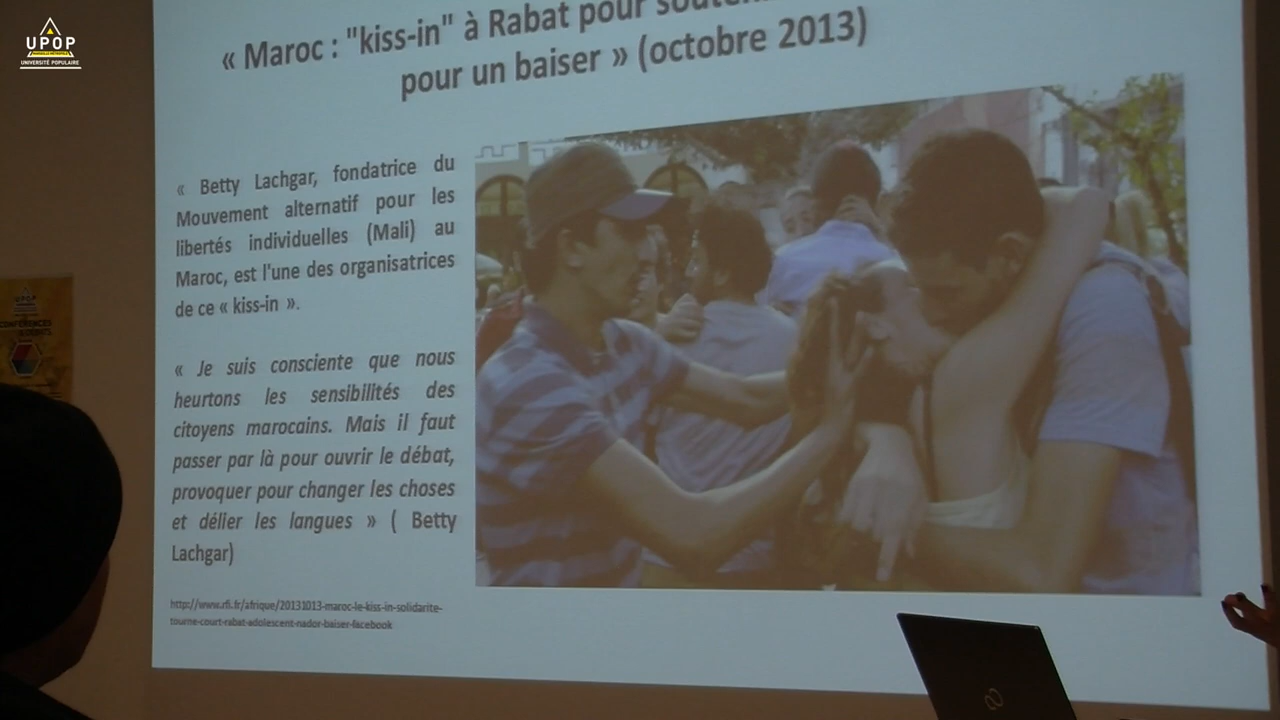 UPOP
UNIVERSITÉ POPULAIRE
« Maroc : "kiss-in" à Rabat pour
pour un baiser » (octobre 2013)
« Betty Lachgar, fondatrice du
Mouvement alternatif pour les
libertés individuelles (Mali) au
Maroc, est l'une des organisatrices
de ce « kiss-in ».
« Je suis consciente que nous
heurtons les sensibilités des
citoyens marocains. Mais il faut
passer par là pour ouvrir le débat,
provoquer pour changer les choses
et délier les langues » ( Betty
Lachgar)
http://www.rfi.fr/afrique/20131013-maroc-le-kiss-in-solidarite-
tourne-court-rabat-adolescent-nador-baiser-facebook
UPOP
CONFÉRENCES